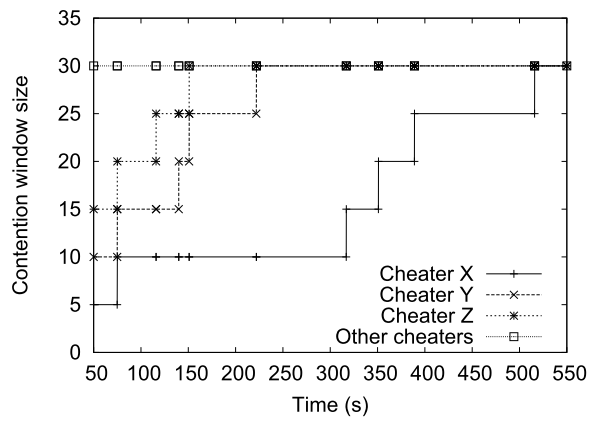 35
30
25
20
15
10
5
0
Contention window size
Cheater X
Cheater Y
Cheater Z
Other cheaters
50 100 150 200 250 300 350 400 450 500 550
Time (s)